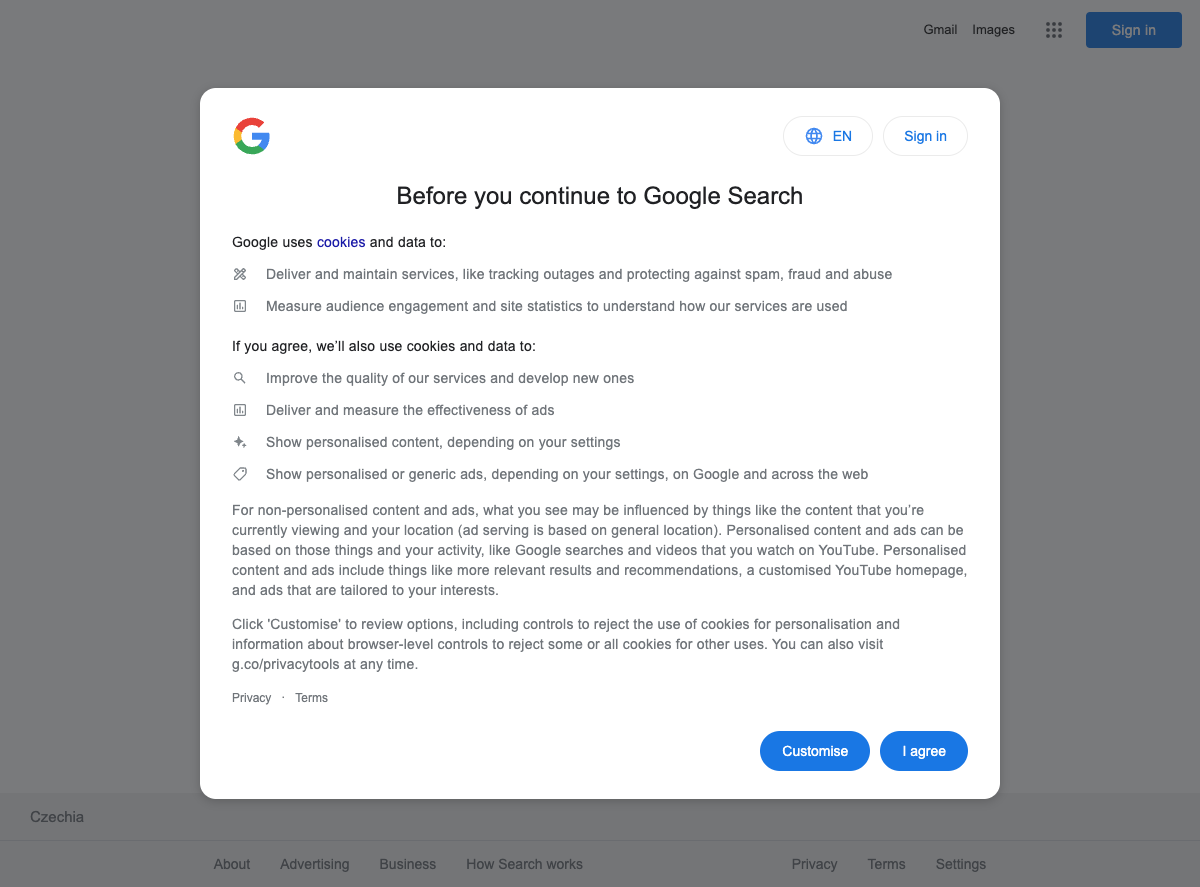 Gmail Images Sign in
EN Sign in
Before you continue to Google Search
Google uses cookies and data to:
Deliver and maintain services, like tracking outages and protecting against spam, fraud and abuse
Measure audience engagement and site statistics to understand how our services are used
If you agree, we’ll also use cookies and data to:
Improve the quality of our services and develop new ones
Deliver and measure the effectiveness of ads
Show personalised content, depending on your settings
Show personalised or generic ads, depending on your settings, on Google and across the web
For non-personalised content and ads, what you see may be influenced by things like the content that you’re
currently viewing and your location (ad serving is based on general location). Personalised content and ads can be
based on those things and your activity, like Google searches and videos that you watch on YouTube. Personalised
content and ads include things like more relevant results and recommendations, a customised YouTube homepage,
and ads that are tailored to your interests.
Click 'Customise' to review options, including controls to reject the use of cookies for personalisation and
information about browser-level controls to reject some or all cookies for other uses. You can also visit
g.co/privacytools at any time.
Privacy · Terms
Customise I agree
Czechia
About Advertising Business How Search works Privacy Terms Settings